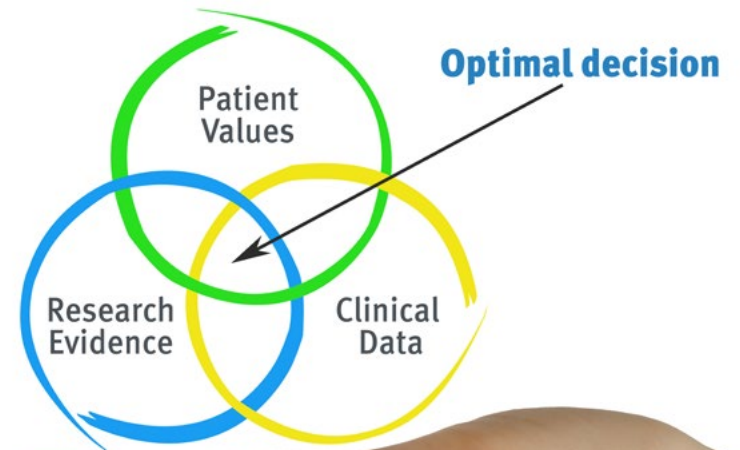 Optimal decision
Patient
Values
Research
Evidence
Clinical
Data